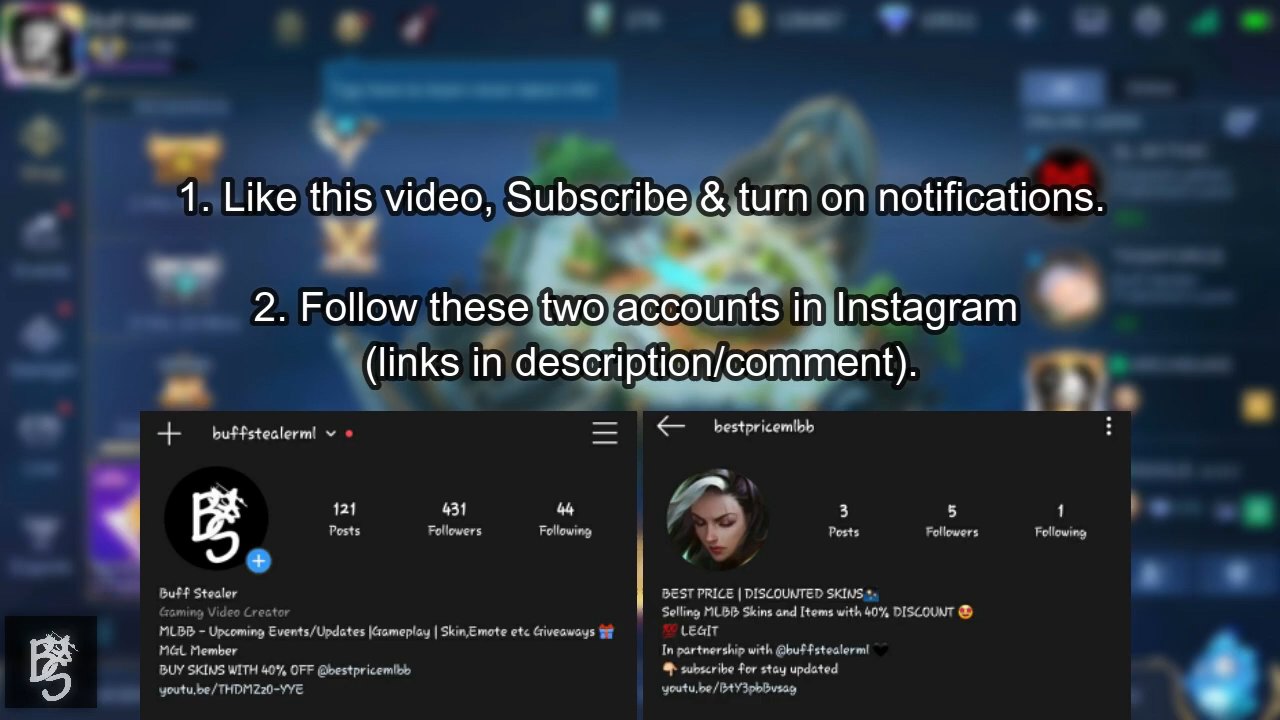 1. Like this video, Subscribe & turn on notifications.
2. Follow these two accounts in Instagram
(links in description/comment).
buffstealerml
121
431
44
Posts
Followers
Following
Buff Stealer
Gaming Video Creator
MLBB - Upcoming Events/Updates |Gameplay | Skin,Emote etc Giveaways 🎁
MGL Member
BUY SKINS WITH 40% OFF @bestpricemlbb
youtu.be/THDMZz0-YYE
bestpricemlbb
3
5
1
Posts
Followers
Following
BEST PRICE | DISCOUNTED SKINS🌌
Selling MLBB Skins and Items with 40% DISCOUNT 😍
💯 LEGIT
In partnership with @buffstealerml 🖤
👇🏻 subscribe for stay updated
youtu.be/BtY3pbBvsag
BS